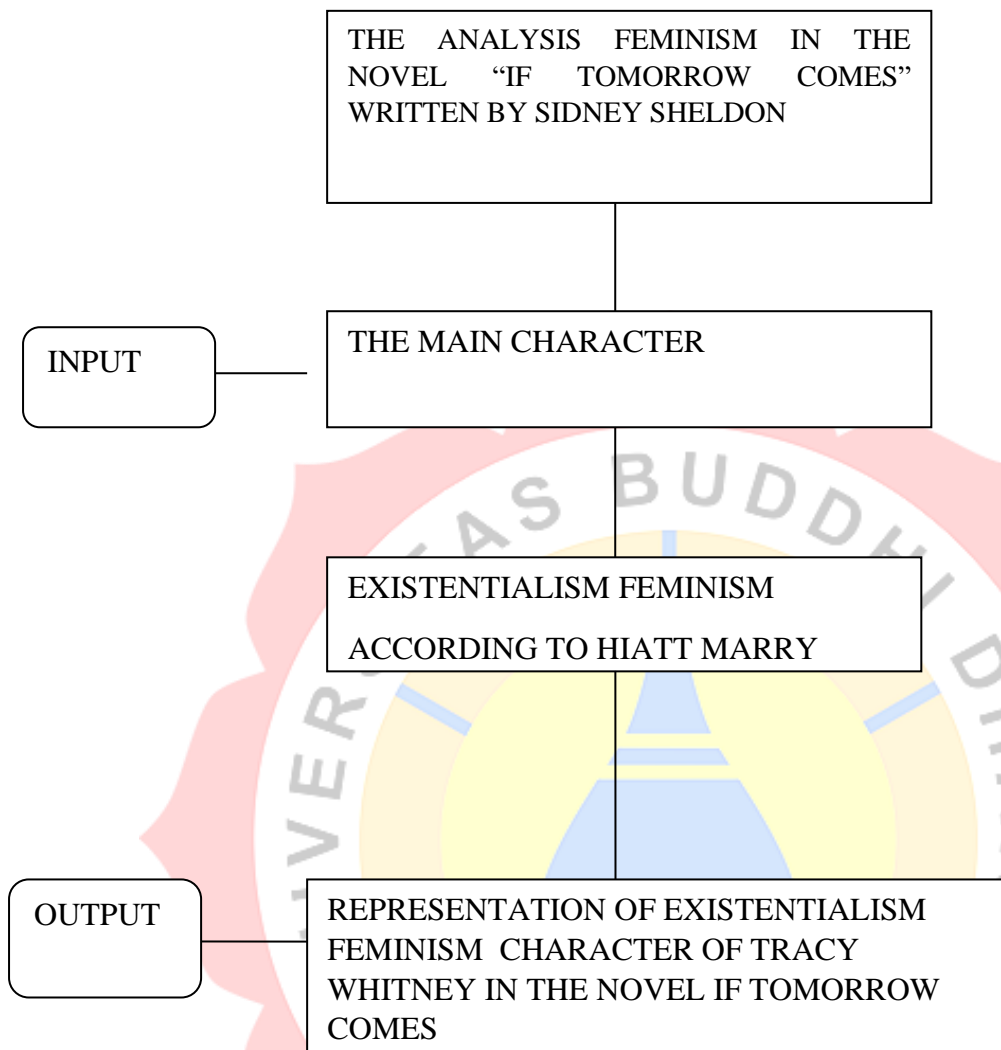 THE ANALYSIS FEMINISM IN THE
NOVEL “IF TOMORROW COMES”
WRITTEN BY SIDNEY SHELDON
INPUT
THE MAIN CHARACTER
EXISTENTIALISM FEMINISM
ACCORDING TO HIATT MARRY
OUTPUT
REPRESENTATION OF EXISTENTIALISM
FEMINISM CHARACTER OF TRACY
WHITNEY IN THE NOVEL IF TOMORROW
COMES
AS BUDDHI